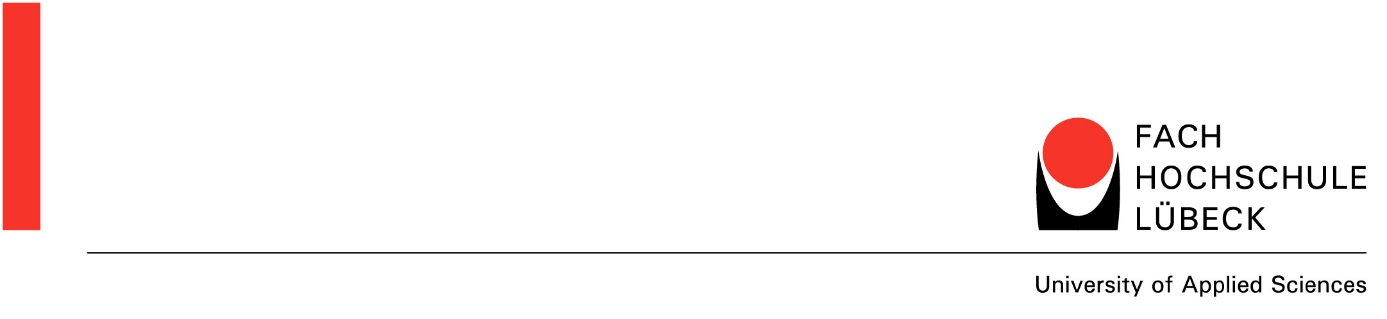 FACH
HOCHSCHULE
LÜBECK
University of Applied Sciences